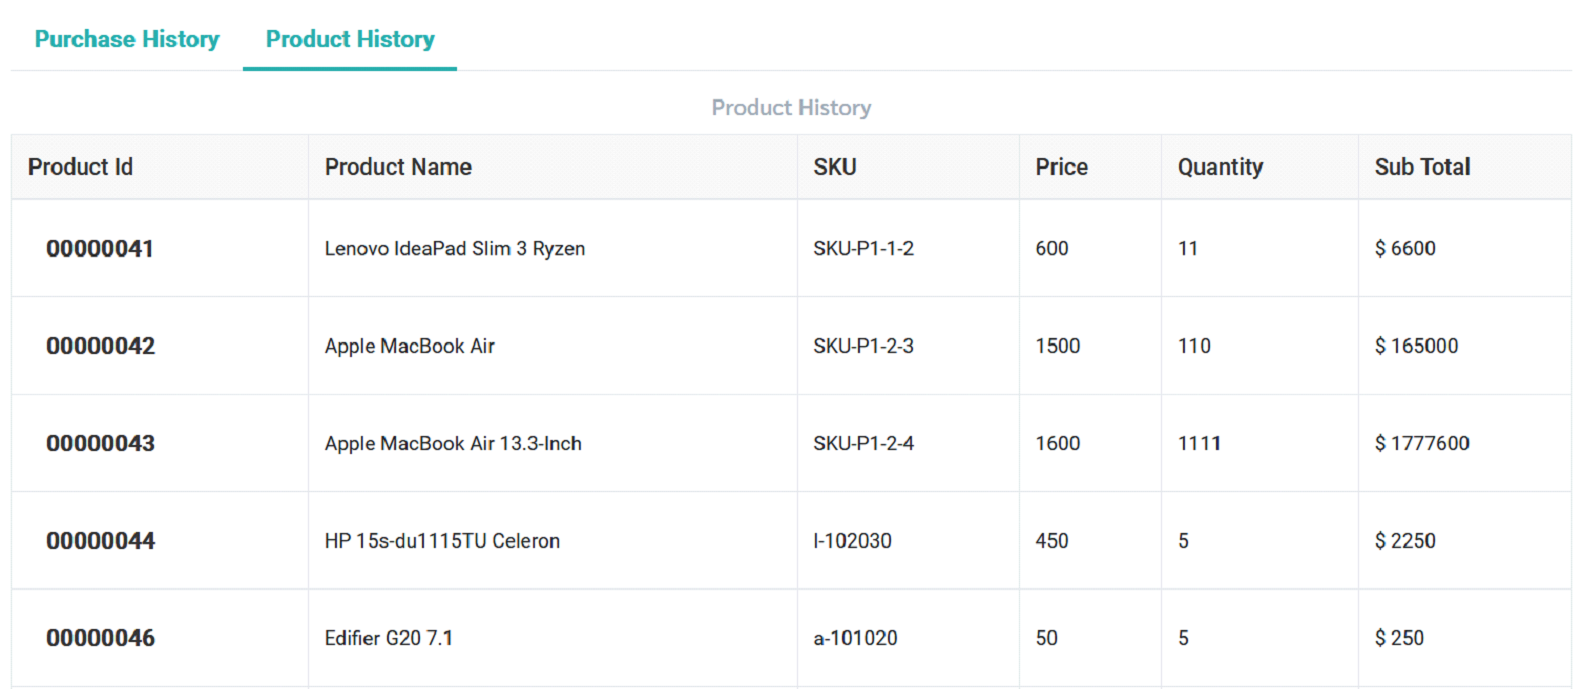 Purchase History Product History
Product History
Product Id Product Name SKU Price Quantity Sub Total
00000041 Lenovo IdeaPad Slim 3 Ryzen SKU-P1-1-2 600 11 $ 6600
00000042 Apple MacBook Air SKU-P1-2-3 1500 110 $ 165000
00000043 Apple MacBook Air 13.3-Inch SKU-P1-2-4 1600 1111 $ 1777600
00000044 HP 15s-du1115TU Celeron l-102030 450 5 $ 2250
00000046 Edifier G20 7.1 a-101020 50 5 $ 250